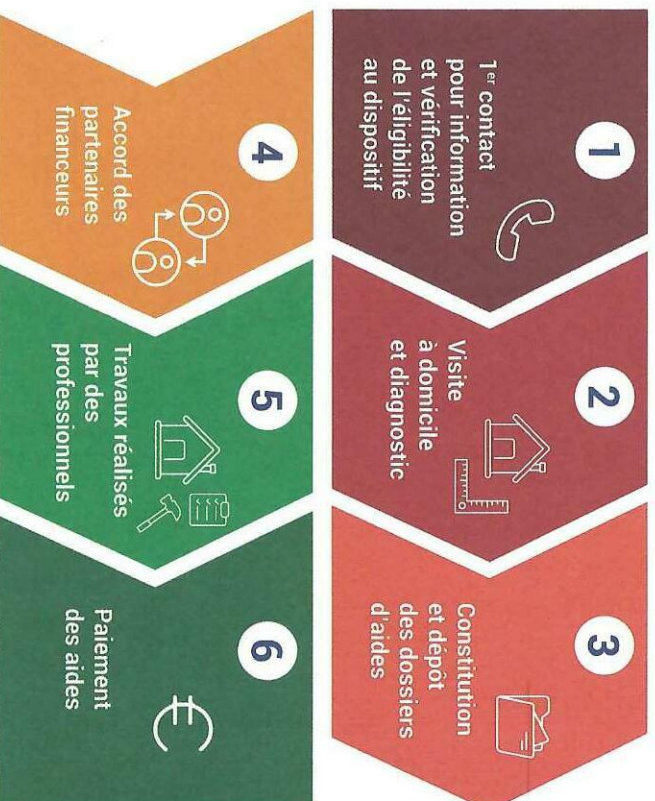 1
1er contact
pour information
et vérification
de l'éligibilité
au dispositif
2
Visite
à domicile
et diagnostic
3
Constitution
et dépôt
des dossiers
d'aides
4
Accord des
partenaires
financeurs
5
Travaux réalisés
par des
professionnels
6
Paiement
des aides
€